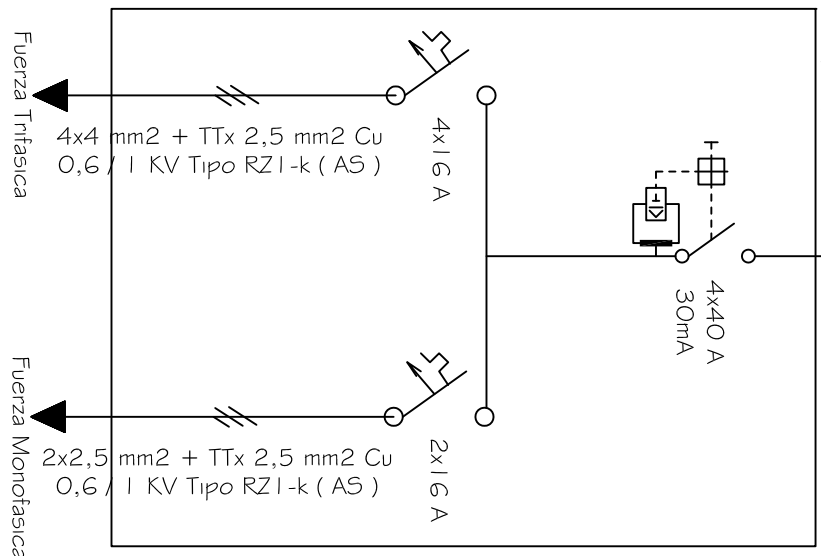 Fuerza Trifasica
4x4 mm2 + TTx 2,5 mm2 Cu
0,6 / 1 KV Tipo RZ1-k ( AS )
4x16 A
4x40 A
30mA
Fuerza Monofasica
2x2,5 mm2 + TTx 2,5 mm2 Cu
0,6 / 1 KV Tipo RZ1-k ( AS )
2x16 A